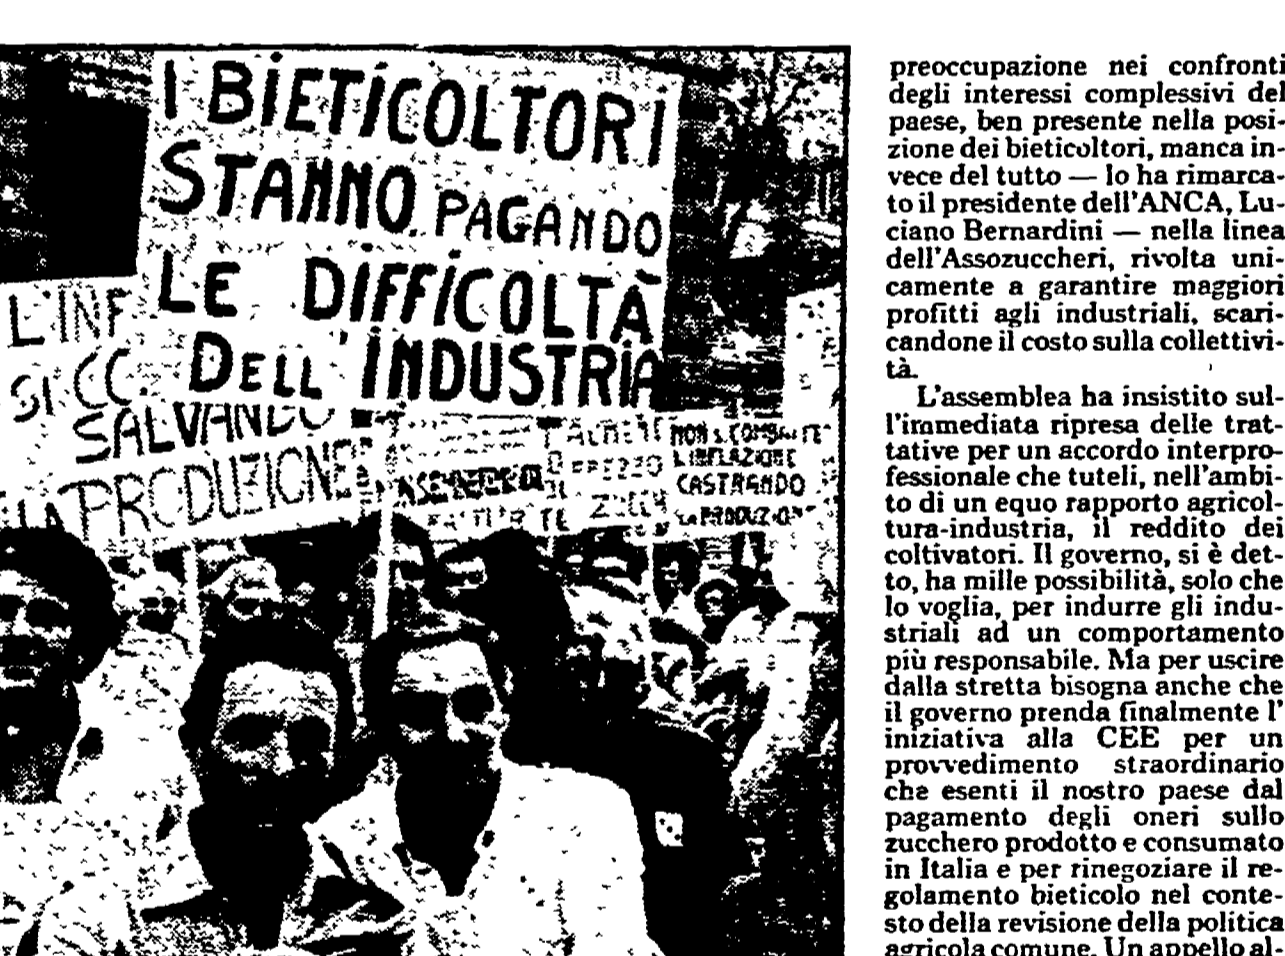 I BIETICOLTORI
STANNO PAGANDO
LE DIFFICOLTÀ
DELL'INDUSTRIA
L'INF
SI CC
SALVANDO
LA PRODUZIONE
NON SI COMBATTE
L'INFLAZIONE
CASTRANDO
LA PRODUZIONE
preoccupazione nei confronti
degli interessi complessivi del
paese, ben presente nella posi-
zione dei bieticoltori, manca in-
vece del tutto — lo ha rimarca-
to il presidente dell'ANCA, Lu-
ciano Bernardini — nella linea
dell'Assozuccheri, rivolta uni-
camente a garantire maggiori
profitti agli industriali, scari-
candone il costo sulla collettivi-
tà.
L'assemblea ha insistito sul-
l'immediata ripresa delle trat-
tative per un accordo interpro-
fessionale che tuteli, nell'ambi-
to di un equo rapporto agricol-
tura-industria, il reddito dei
coltivatori. Il governo, si è det-
to, ha mille possibilità, solo che
lo voglia, per indurre gli indu-
striali ad un comportamento
più responsabile. Ma per uscire
dalla stretta bisogna anche che
il governo prenda finalmente l'
iniziativa alla CEE per un
provvedimento straordinario
che esenti il nostro paese dal
pagamento degli oneri sullo
zucchero prodotto e consumato
in Italia e per rinegoziare il re-
golamento bieticolo nel conte-
sto della revisione della politica
agricola comune. Un appello al-